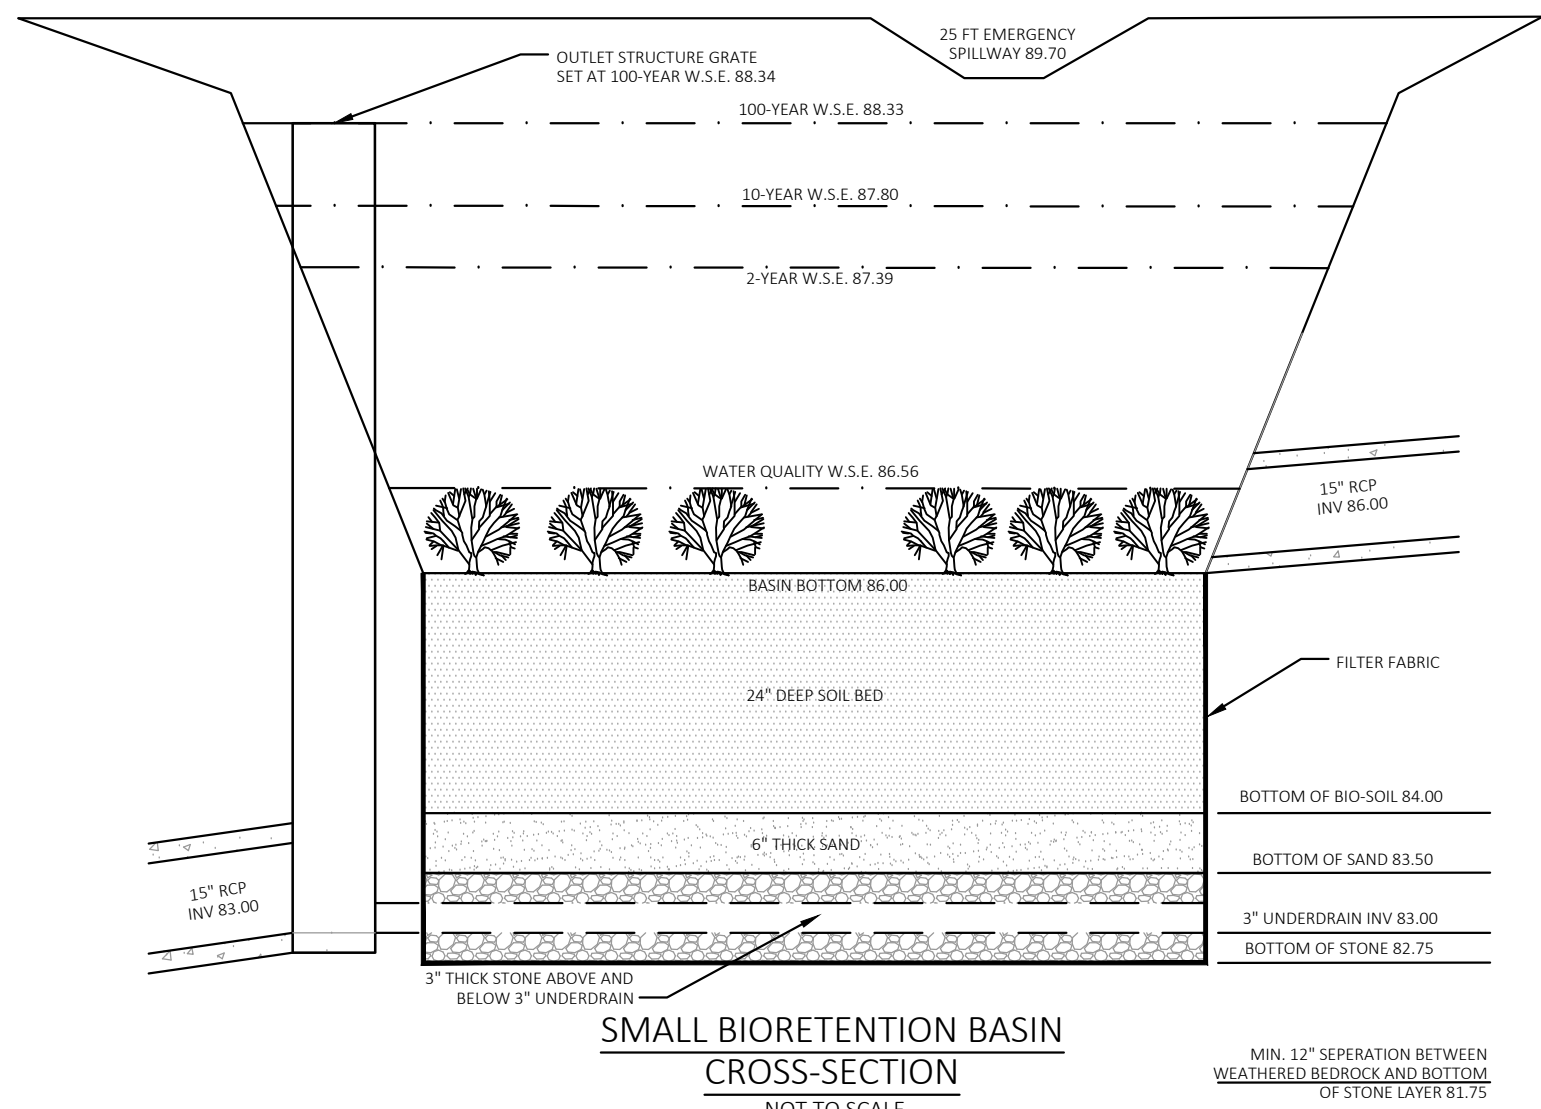 25 FT EMERGENCY
SPILLWAY 89.70
OUTLET STRUCTURE GRATE
SET AT 100-YEAR W.S.E. 88.34
100-YEAR W.S.E. 88.33
10-YEAR W.S.E. 87.80
2-YEAR W.S.E. 87.39
WATER QUALITY W.S.E. 86.56
15" RCP
INV 86.00
BASIN BOTTOM 86.00
FILTER FABRIC
24" DEEP SOIL BED
BOTTOM OF BIO-SOIL 84.00
6" THICK SAND
BOTTOM OF SAND 83.50
15" RCP
INV 83.00
3" UNDERDRAIN INV 83.00
BOTTOM OF STONE 82.75
3" THICK STONE ABOVE AND
BELOW 3" UNDERDRAIN
SMALL BIORETENTION BASIN
CROSS-SECTION
NOT TO SCALE
MIN. 12" SEPERATION BETWEEN
WEATHERED BEDROCK AND BOTTOM
OF STONE LAYER 81.75